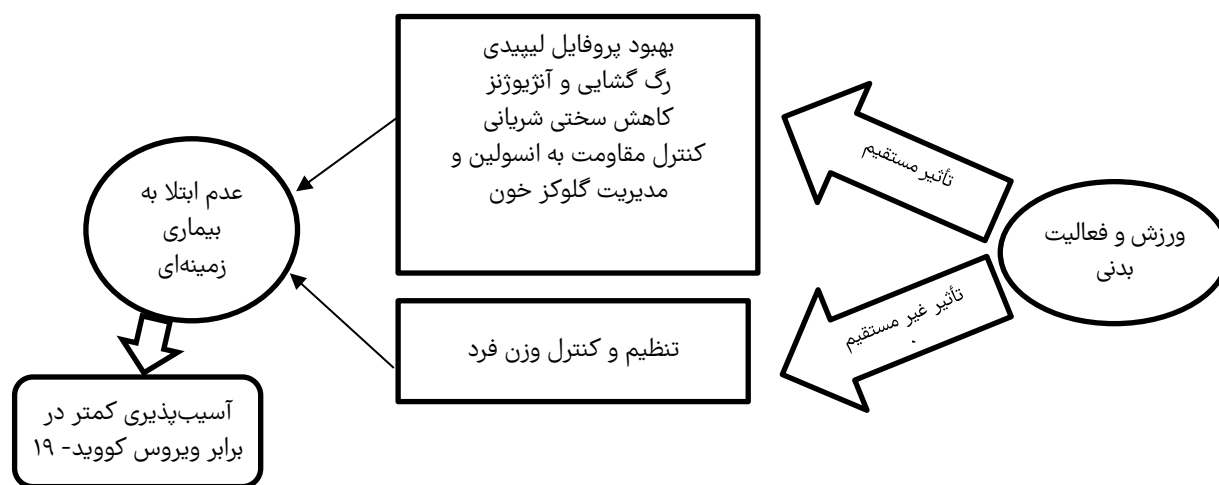 ورزش و فعالیت
بدنی
تأثیر مستقیم
تأثیر غیر مستقیم
بهبود پروفایل لیپیدی
رگ گشایی و آنژیوژنز
کاهش سختی شریانی
کنترل مقاومت به انسولین و
مدیریت گلوکز خون
تنظیم و کنترل وزن فرد
عدم ابتلا به
بیماری
زمینه‌ای
آسیب‌پذیری کمتر در
برابر ویروس کووید- ۱۹